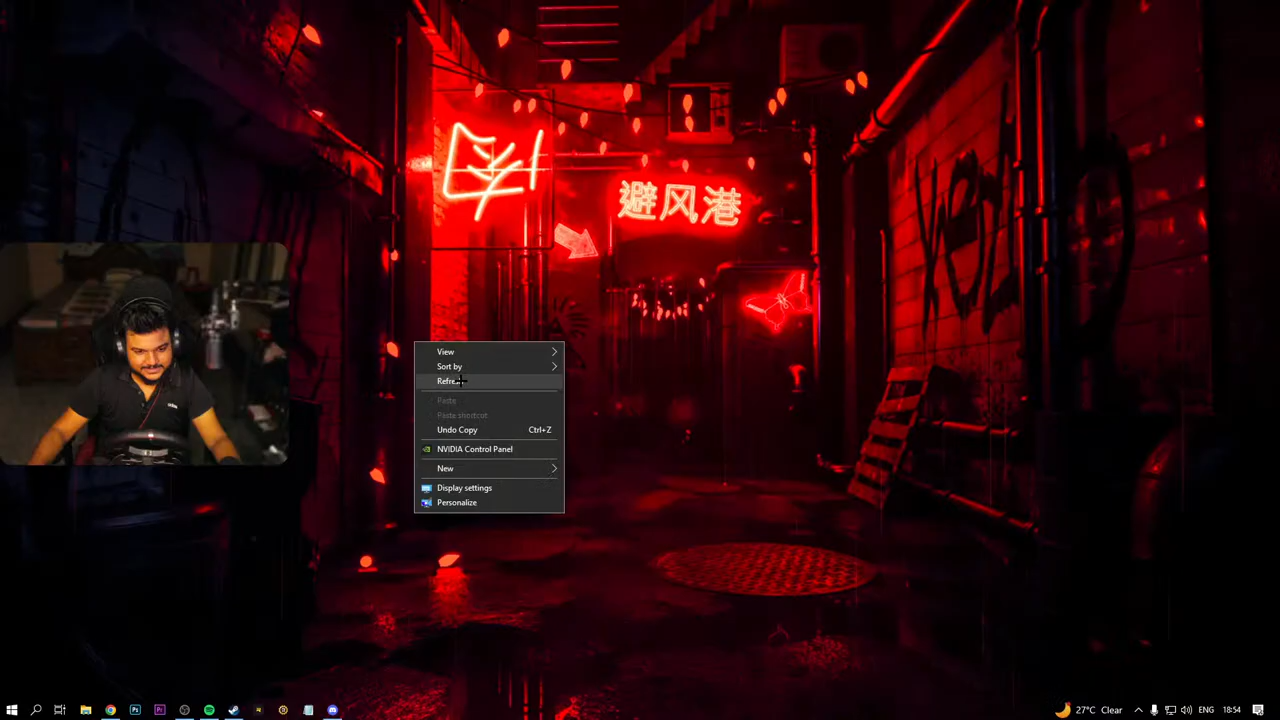 避风港
View
Sort by
Refre
Paste
Paste shortcut
Undo Copy Ctrl+Z
NVIDIA Control Panel
New
Display settings
Personalize
27°C Clear
ENG
18:54